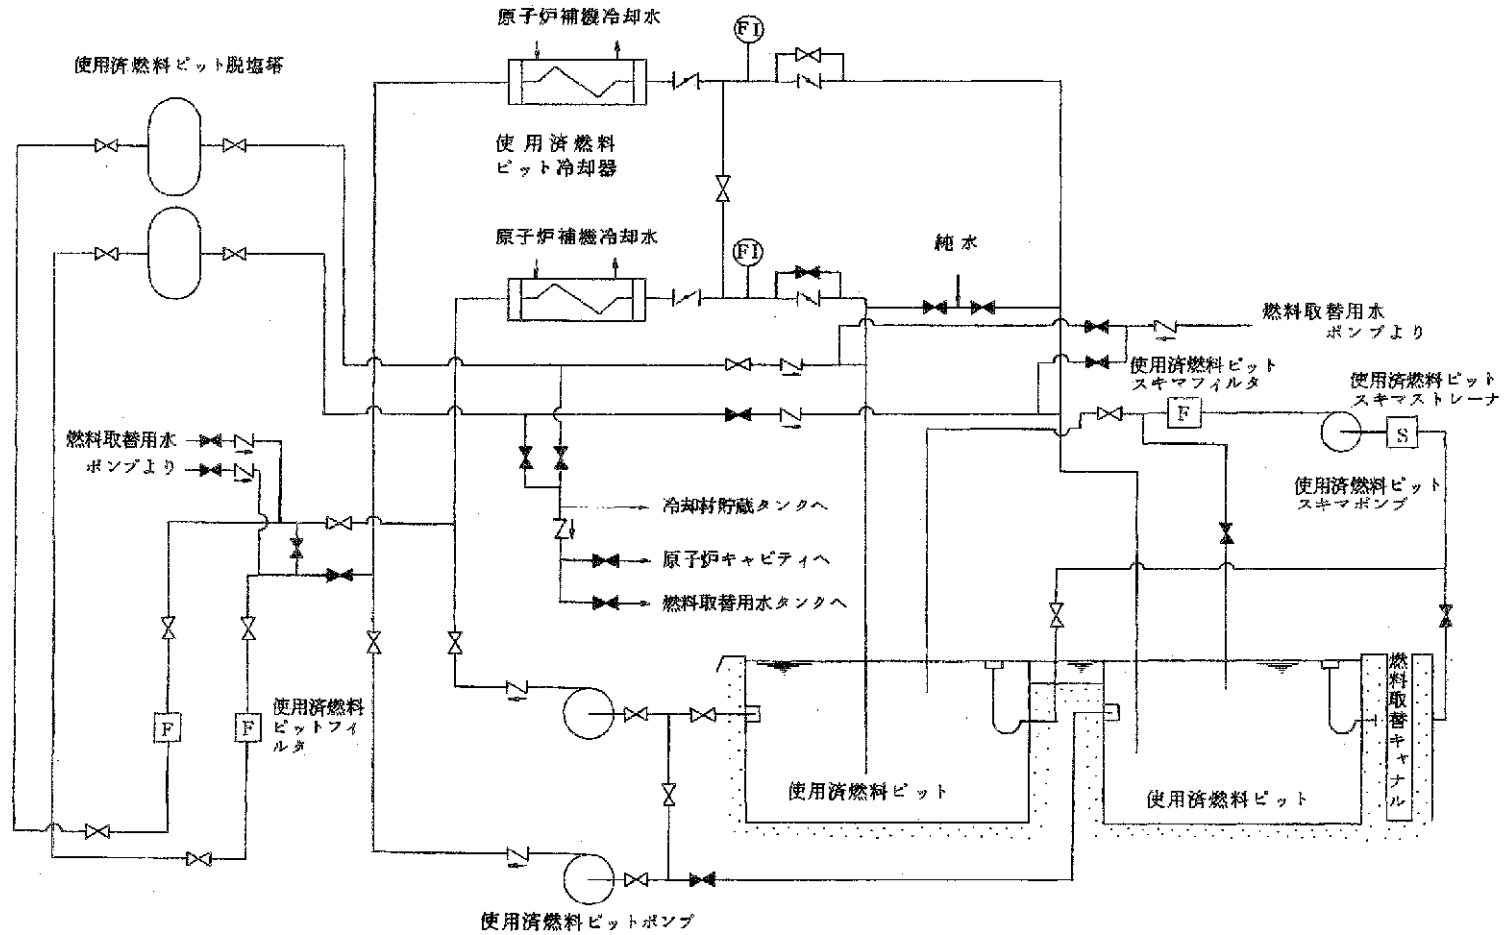 原子炉補機冷却水
FI
使用済燃料ピット脱塩塔
使用済燃料
ピット冷却器
原子炉補機冷却水
FI
純水
燃料取替用水
ポンプより
使用済燃料ピット
スキマフィルタ
使用済燃料ピット
スキマストレーナ
F
S
燃料取替用水
ポンプより
使用済燃料ピット
スキマポンプ
冷却材貯蔵タンクへ
原子炉キャビティへ
燃料取替用水タンクへ
使用済燃料
ピットフィ
ルタ
F
F
燃料取替キャナル
使用済燃料ピット
使用済燃料ピット
使用済燃料ピットポンプ